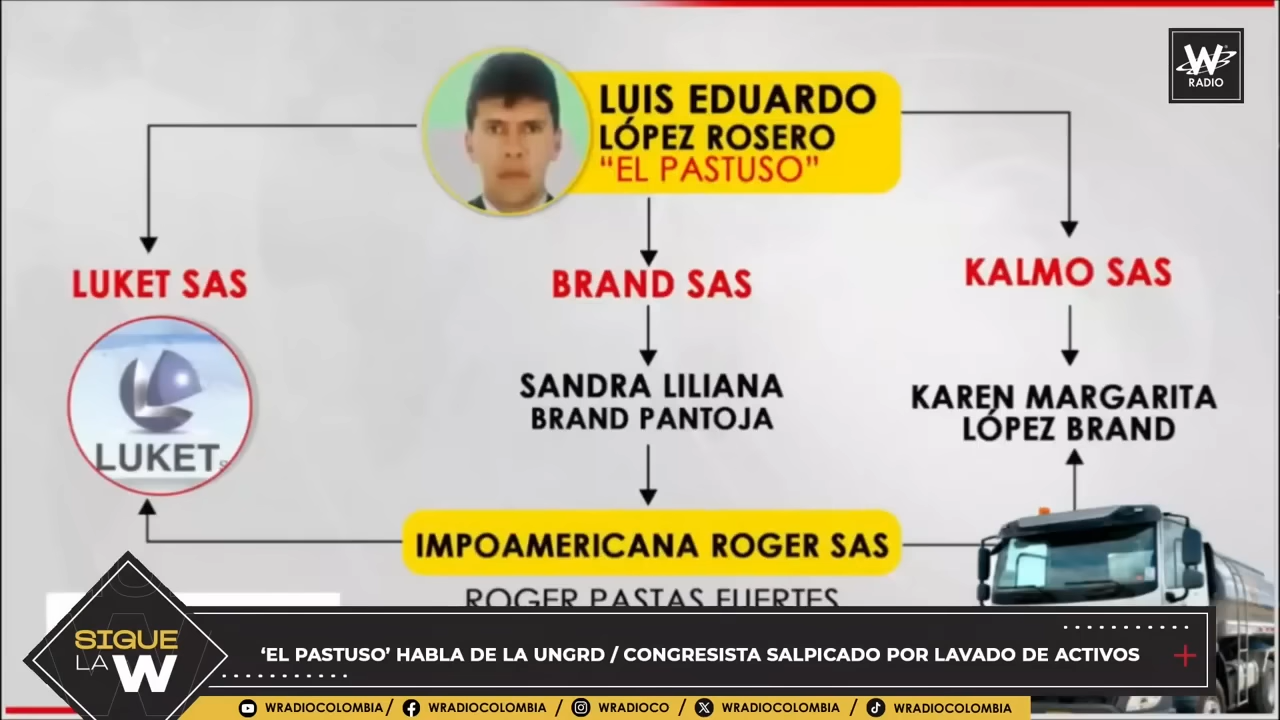 W
RADIO
LUIS EDUARDO
LÓPEZ ROSERO
“EL PASTUSO”
LUKET SAS
BRAND SAS
KALMO SAS
LUKET
SANDRA LILIANA
BRAND PANTOJA
KAREN MARGARITA
LÓPEZ BRAND
IMPOAMERICANA ROGER SAS
ROGER PASTAS FUERTES
SIGUE
LA W
‘EL PASTUSO’ HABLA DE LA UNGRD / CONGRESISTA SALPICADO POR LAVADO DE ACTIVOS
WRADIOCOLOMBIA / WRADIOCOLOMBIA / WRADIOCO / WRADIOCOLOMBIA / WRADIOCOLOMBIA